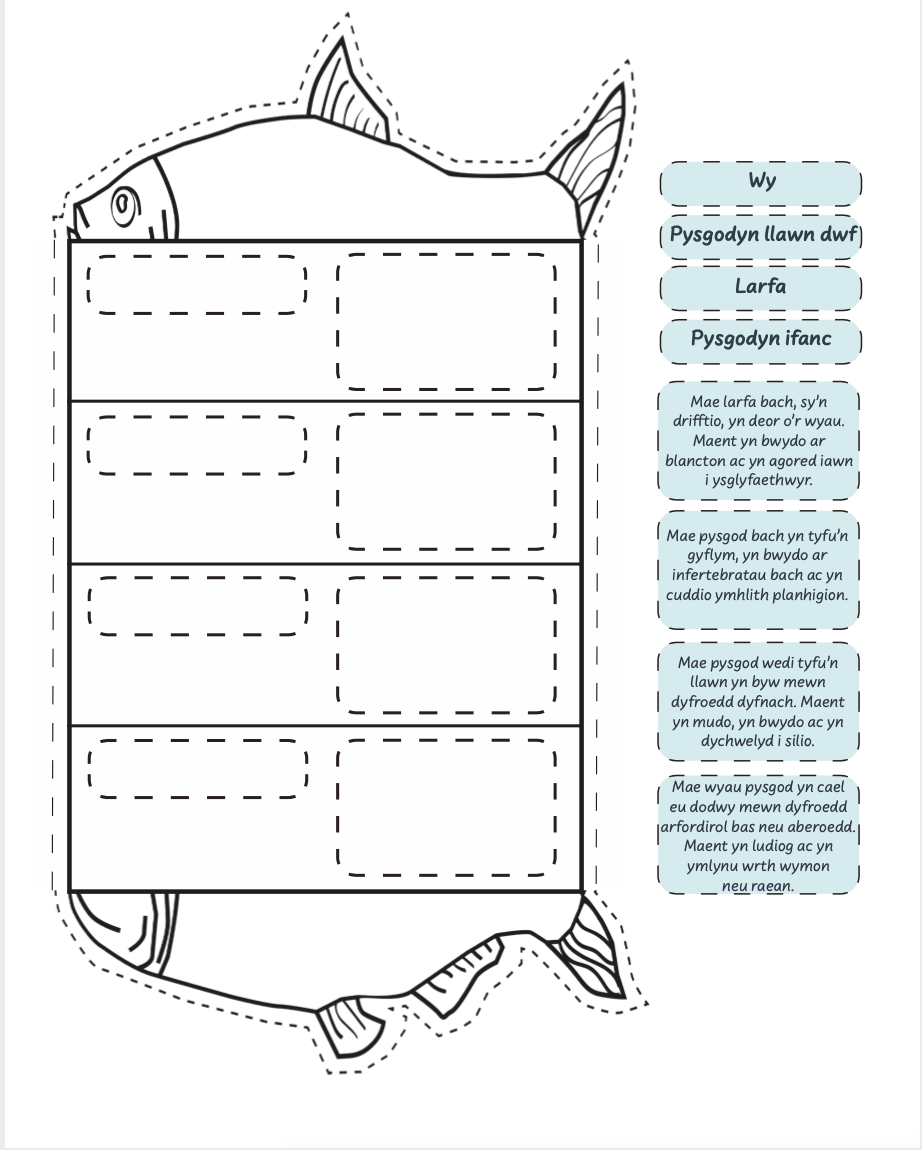 Wy
Pysgodyn llawn dwf
Larfa
Pysgodyn ifanc
Mae larfa bach, sy'n
drifftio, yn deor o'r wyau.
Maent yn bwydo ar
blancton ac yn agored iawn
i ysglyfaethwyr.
Mae pysgod bach yn tyfu'n
gyflym, yn bwydo ar
infertebratau bach ac yn
cuddio ymhlith planhigion.
Mae pysgod wedi tyfu'n
llawn yn byw mewn
dyfroedd dyfnach. Maent
yn mudo, yn bwydo ac yn
dychwelyd i silio.
Mae wyau pysgod yn cael
eu dodwy mewn dyfroedd
arfordirol bas neu aberoedd.
Maent yn ludiog ac yn
ymlynu wrth wymon
neu raean.